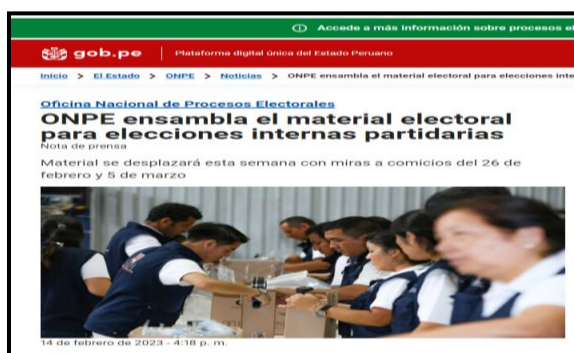 Accede a más información sobre procesos
gob.pe Plataforma digital única del Estado Peruano
Inicio > El Estado > ONPE > Noticias > ONPE ensambla el material electoral para elecciones
Oficina Nacional de Procesos Electorales
ONPE ensambla el material electoral
para elecciones internas partidarias
Nota de prensa
Material se desplazará esta semana con miras a comicios del 26 de
febrero y 5 de marzo
14 de febrero de 2023 - 4:18 p. m.